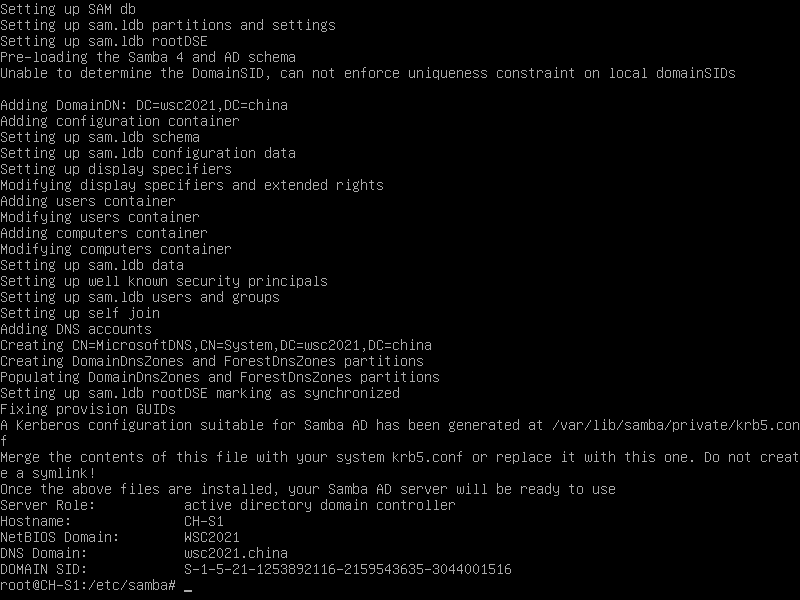 Setting up SAM db
Setting up sam.ldb partitions and settings
Setting up sam.ldb rootDSE
Pre-loading the Samba 4 and AD schema
Unable to determine the DomainSID, can not enforce uniqueness constraint on local domainSIDs

Adding DomainDN: DC=wsc2021,DC=china
Adding configuration container
Setting up sam.ldb schema
Setting up sam.ldb configuration data
Setting up display specifiers
Modifying display specifiers and extended rights
Adding users container
Modifying users container
Adding computers container
Modifying computers container
Setting up sam.ldb data
Setting up well known security principals
Setting up sam.ldb users and groups
Setting up self join
Adding DNS accounts
Creating CN=MicrosoftDNS,CN=System,DC=wsc2021,DC=china
Creating DomainDnsZones and ForestDnsZones partitions
Populating DomainDnsZones and ForestDnsZones partitions
Setting up sam.ldb rootDSE marking as synchronized
Fixing provision GUIDs
A Kerberos configuration suitable for Samba AD has been generated at /var/lib/samba/private/krb5.con
f
Merge the contents of this file with your system krb5.conf or replace it with this one. Do not creat
e a symlink!
Once the above files are installed, your Samba AD server will be ready to use
Server Role:           active directory domain controller
Hostname:              CH-S1
NetBIOS Domain:        WSC2021
DNS Domain:            wsc2021.china
DOMAIN SID:            S-1-5-21-1253892116-2159543635-3044001516
root@CH-S1:/etc/samba# _